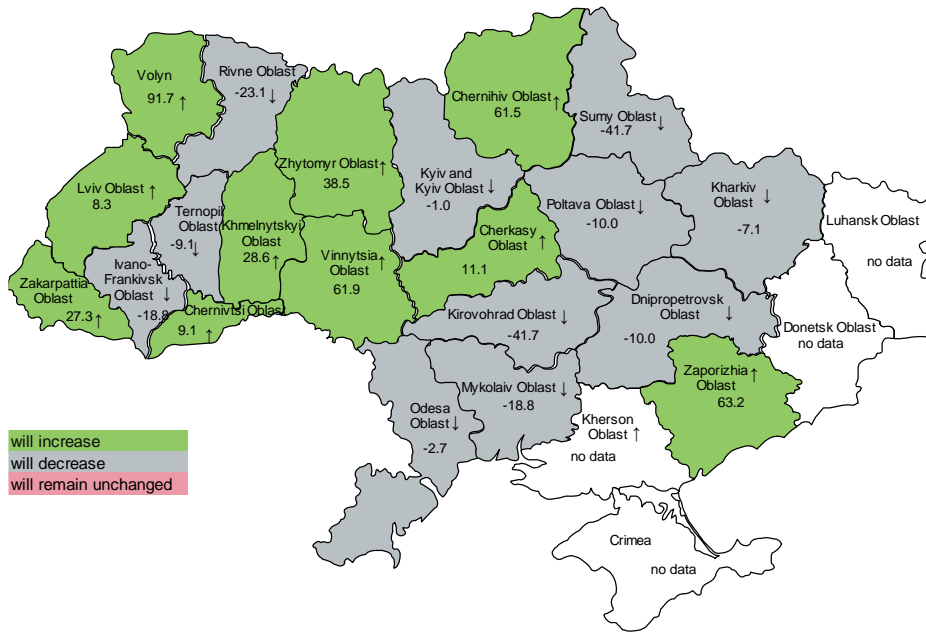 Volyn
91.7 ↑
Rivne Oblast
-23.1 ↓
Zhytomyr Oblast ↑
38.5
Kyiv and
Kyiv Oblast ↓
-1.0
Chernihiv Oblast ↑
61.5
Sumy Oblast ↓
-41.7
Lviv Oblast ↑
8.3
Ternopil
Oblast
-9.1 ↓
Khmelnytskyi
Oblast
28.6 ↑
Vinnytsia
Oblast ↑
61.9
Cherkasy
Oblast ↑
11.1
Poltava Oblast ↓
-10.0
Kharkiv
Oblast ↓
-7.1
Luhansk Oblast
no data
Zakarpattia
Oblast
27.3 ↑
Ivano-
Frankivsk
Oblast ↓
-18.8
Chernivtsi Oblast
9.1 ↑
Kirovohrad Oblast ↓
-41.7
Dnipropetrovsk
Oblast ↓
-10.0
Donetsk Oblast
no data
Zaporizhia ↑
Oblast
63.2
Mykolaiv Oblast ↓
-18.8
Odesa
Oblast ↓
-2.7
Kherson
Oblast ↑
no data
Crimea
no data
will increase
will decrease
will remain unchanged